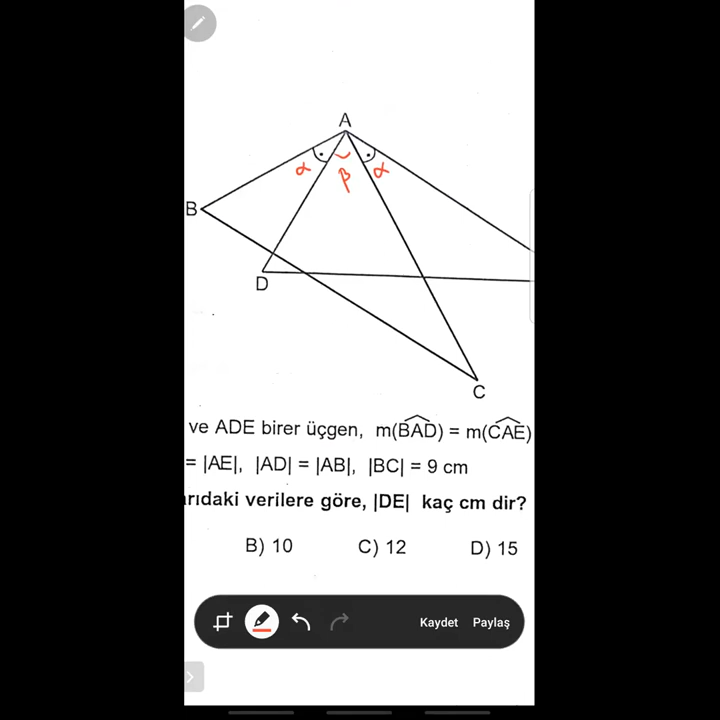 A
α
β
α
B
D
C
ve ADE birer üçgen, m(BAD) = m(CAE)
= |AE|, |AD| = |AB|, |BC| = 9 cm
rıdaki verilere göre, |DE| kaç cm dir?
B) 10 C) 12 D) 15
Kaydet Paylaş